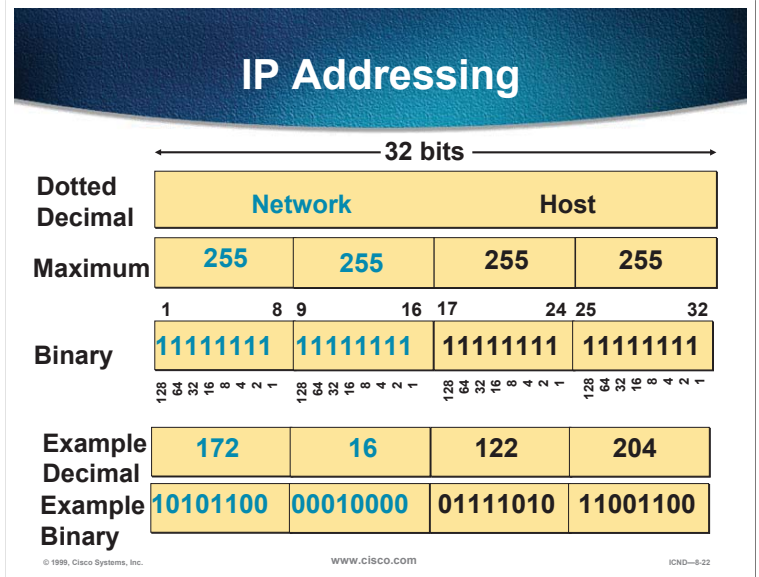 IP Addressing
32 bits
Dotted
Decimal
Network Host
Maximum 255 255 255 255
1 8 9 16 17 24 25 32
Binary 11111111 11111111 11111111 11111111
128 64 32 16 8 4 2 1 128 64 32 16 8 4 2 1 128 64 32 16 8 4 2 1 128 64 32 16 8 4 2 1
Example
Decimal
172 16 122 204
Example
Binary
10101100 00010000 01111010 11001100
© 1999, Cisco Systems, Inc. www.cisco.com ICND—8-22